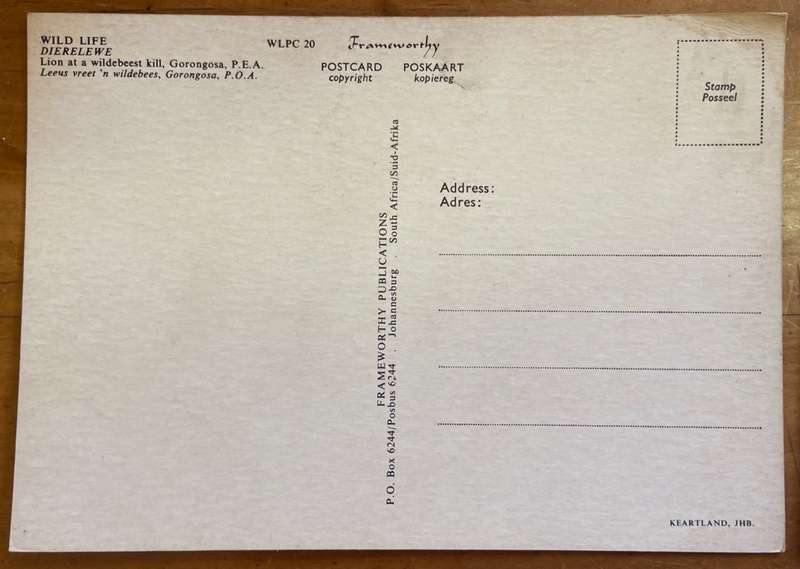 WILD LIFE
DIERELEWE
Lion at a wildebeest kill, Gorongosa, P.E.A.
Leeus vreet 'n wildebees, Gorongosa, P.O.A.
WLPC 20
Frameworthy
POSTCARD POSKAART
copyright kopiereg
Stamp
Posseel
FRAMEWORTHY PUBLICATIONS
P.O. Box 6244/Posbus 6244 . Johannesburg . South Africa/Suid-Afrika
Address:
Adres:
KEARTLAND, JHB.